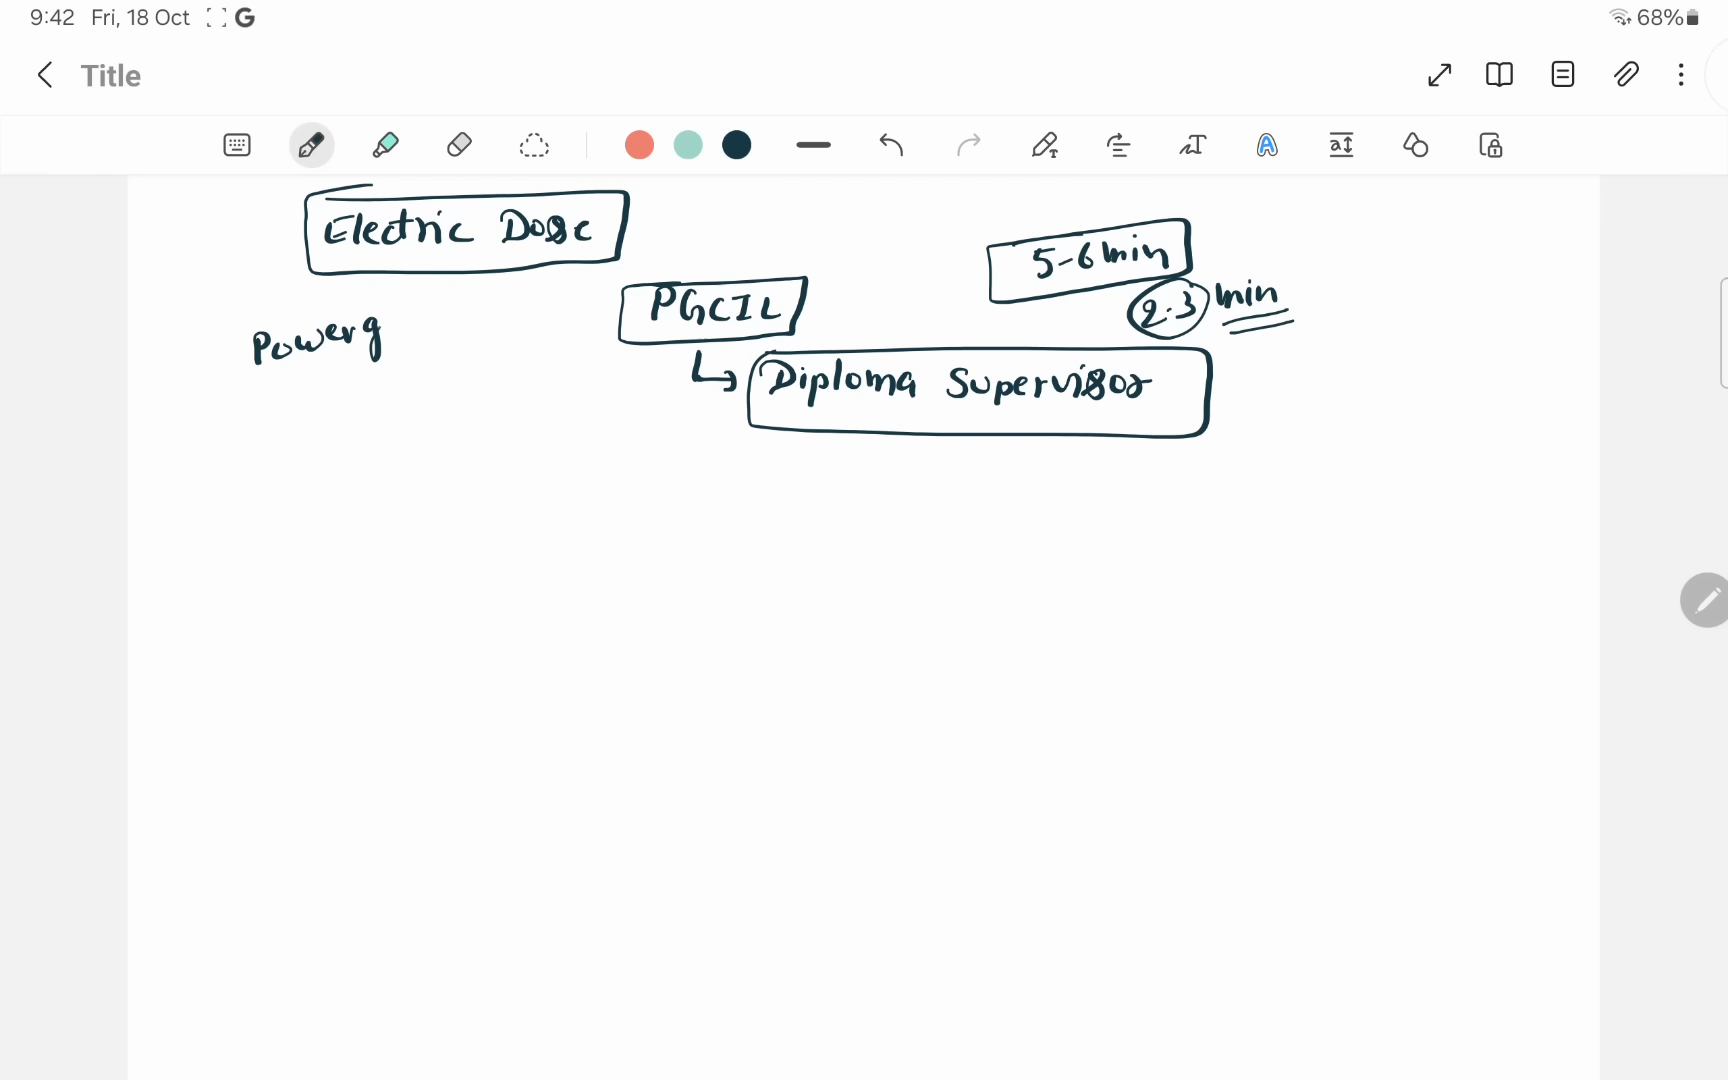 9:42 Fri, 18 Oct G 68%
Title
Electric Dose
5-6 min
PGCIL
2-3 min
Powerg
Diploma Supervisor